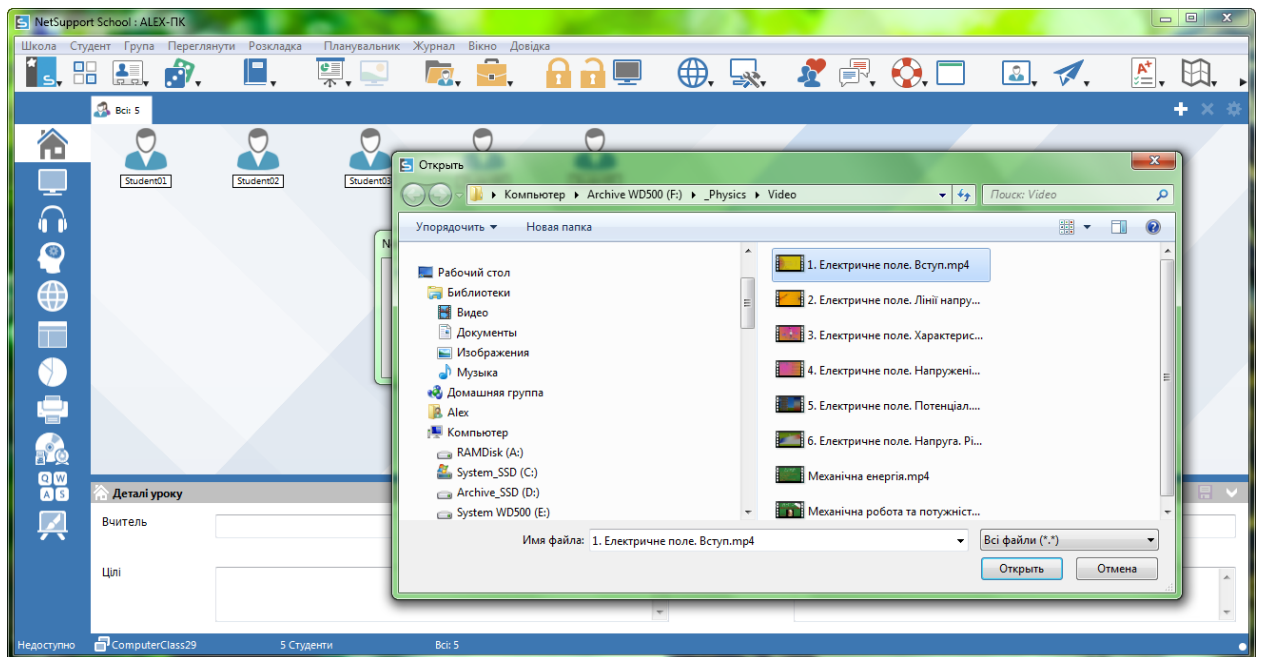 NetSupport School : ALEX-ПК
Школа Студент Група Переглянути Розкладка Планувальник Журнал Вікно Довідка
Всі: 5
Student01 Student02 Student03
Открыть
Компьютер Archive WD500 (F:) _Physics Video
Поиск: Video
Упорядочить Новая папка
Рабочий стол
Библиотеки
Видео
Документы
Изображения
Музыка
Домашняя группа
Alex
Компьютер
RAMDisk (A:)
System_SSD (C:)
Archive_SSD (D:)
System WD500 (E:)
1. Електричне поле. Вступ.mp4
2. Електричне поле. Лінії напру...
3. Електричне поле. Характерис...
4. Електричне поле. Напружені...
5. Електричне поле. Потенціал....
6. Електричне поле. Напруга. Рі...
Механічна енергія.mp4
Механічна робота та потужніст...
Имя файла: 1. Електричне поле. Вступ.mp4
Всі файли (*.*)
Открыть Отмена
Q W
A S
Деталі уроку
Вчитель
Цілі
Недоступно ComputerClass29 5 Студенти Всі: 5